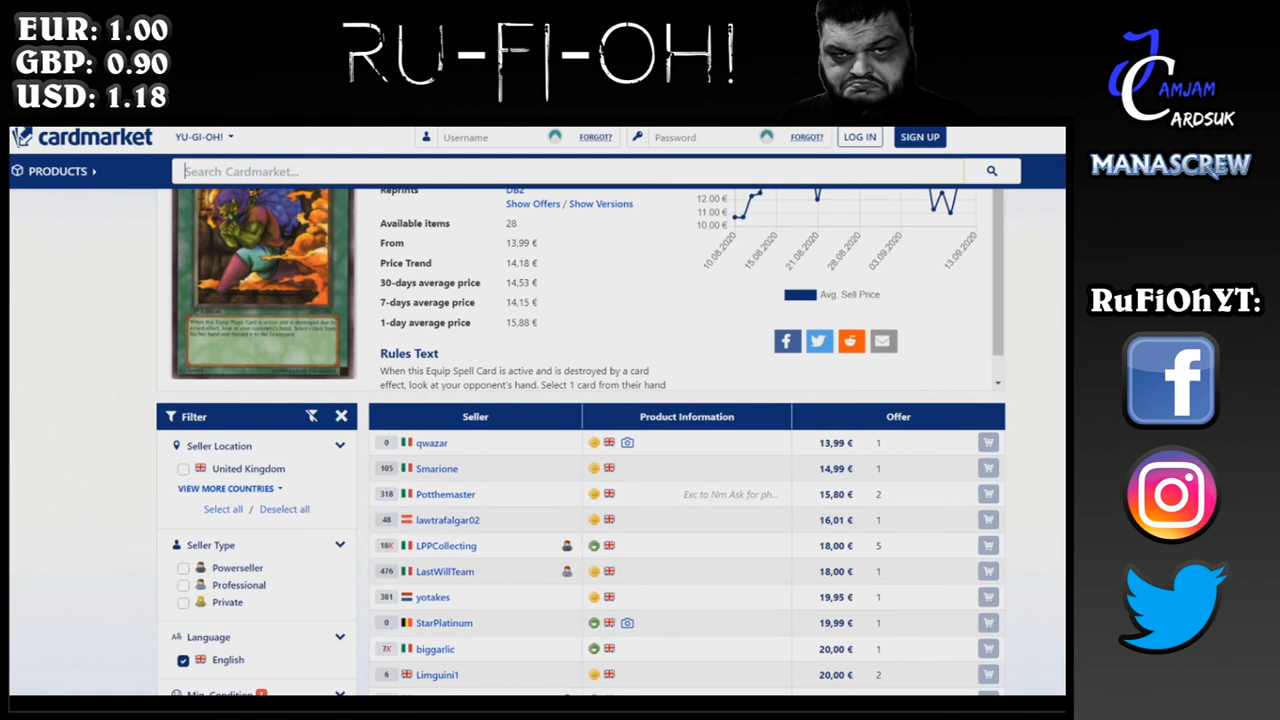 EUR: 1.00
GBP: 0.90
USD: 1.18
RU-FI-OH!
JC AMJAM
CARDSUK
MANASCREW
RuFiOhYT:
cardmarket
YU-GI-OH!
Username
FORGOT?
Password
FORGOT?
LOG IN
SIGN UP
PRODUCTS
Search Cardmarket...
Reprints DB2
Show Offers / Show Versions
Available items 28
From 13,99 €
Price Trend 14,18 €
30-days average price 14,53 €
7-days average price 14,15 €
1-day average price 15,88 €
Rules Text
When this Equip Spell Card is active and is destroyed by a card
effect, look at your opponent's hand. Select 1 card from their hand
12.00 €
11.00 €
10.00 €
10.08.2020
15.08.2020
21.08.2020
28.08.2020
03.09.2020
13.09.2020
Avg. Sell Price
Filter
Seller Location
United Kingdom
VIEW MORE COUNTRIES
Select all / Deselect all
Seller Type
Powerseller
Professional
Private
Language
English
Min. Condition
Seller Product Information Offer
0 qwazar 13,99 € 1
105 Smarione 14,99 € 1
318 Potthemaster Exc to Nm Ask for ph... 15,80 € 2
48 lawtrafalgar02 16,01 € 1
18K LPPCollecting 18,00 € 5
476 LastWillTeam 18,00 € 1
381 yotakes 19,95 € 1
0 StarPlatinum 19,99 € 1
7K biggarlic 20,00 € 1
6 Limguini1 20,00 € 2